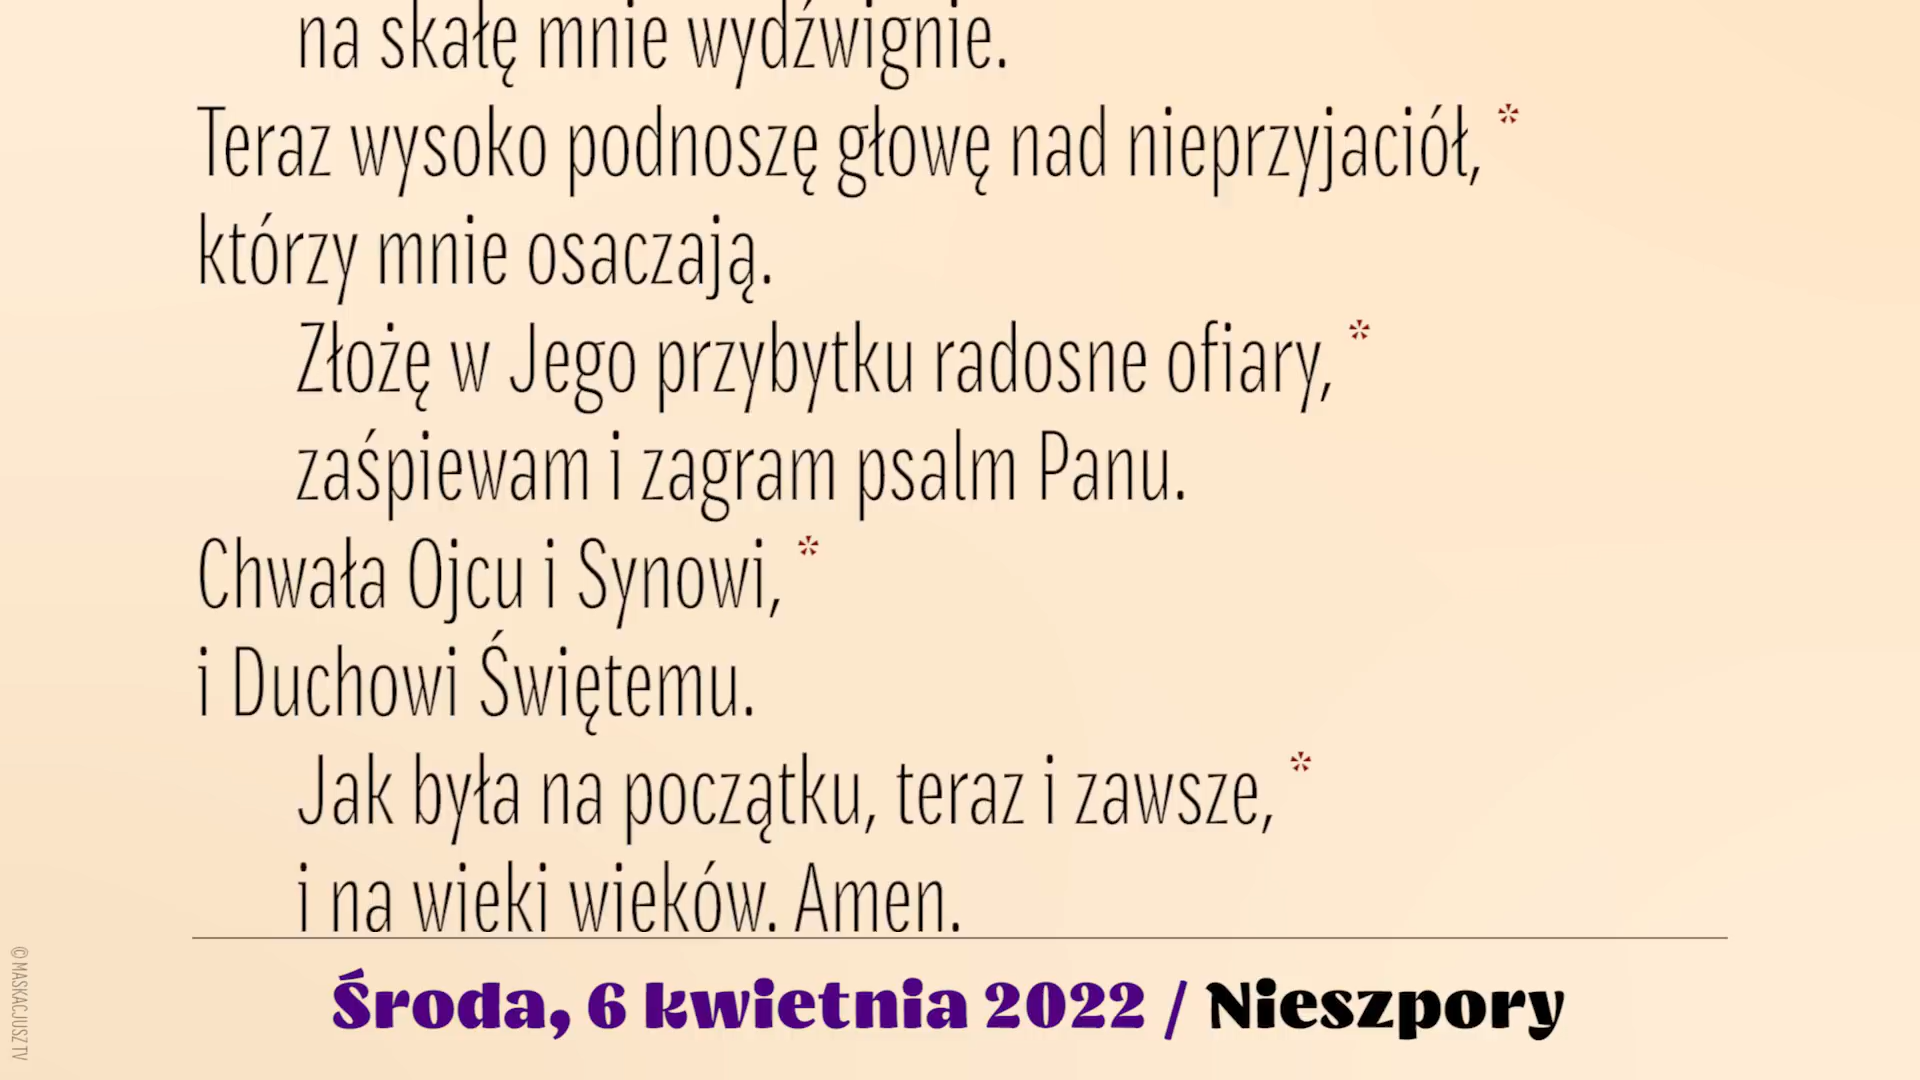 na skałę mnie wydźwignie.
Teraz wysoko podnoszę głowę nad nieprzyjaciół, *
którzy mnie osaczają.
Złożę w Jego przybytku radosne ofiary, *
zaśpiewam i zagram psalm Panu.
Chwała Ojcu i Synowi, *
i Duchowi Świętemu.
Jak była na początku, teraz i zawsze, *
i na wieki wieków. Amen.
Środa, 6 kwietnia 2022 / Nieszpory
© MASKACJUSZ TV